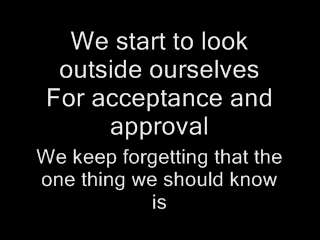 We start to look
outside ourselves
For acceptance and
approval
We keep forgetting that the
one thing we should know
is